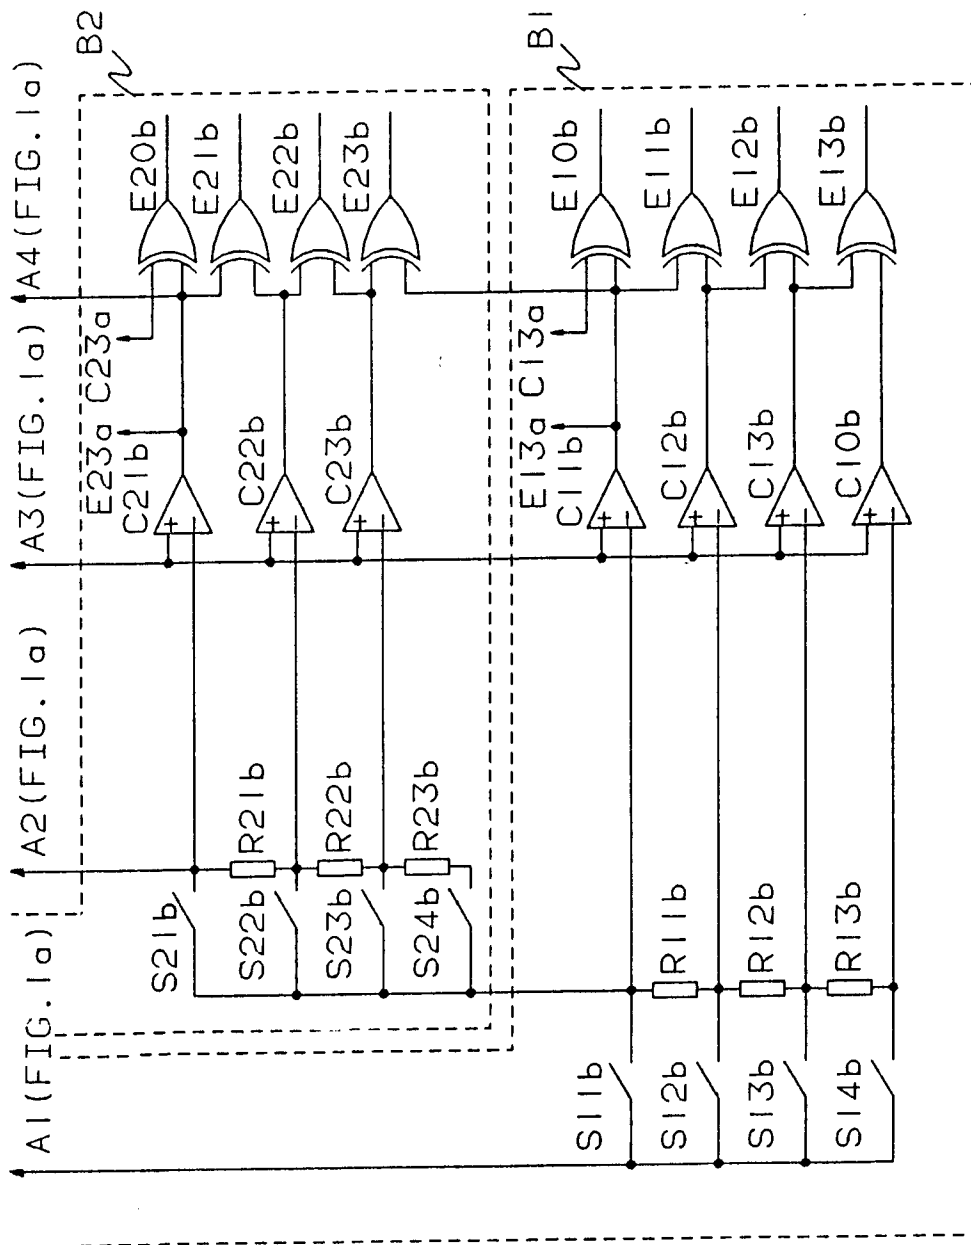 A1(FIG.1a)
A2(FIG.1a)
A3(FIG.1a)
A4(FIG.1a)
B2
S21b
S22b
S23b
S24b
R21b
R22b
R23b
E23a
C21b
C22b
C23b
C23a
E20b
E21b
E22b
E23b
B1
S11b
S12b
S13b
S14b
R11b
R12b
R13b
E13a
C11b
C12b
C13b
C10b
C13a
E10b
E11b
E12b
E13b
+
+
+
+
+
+
+